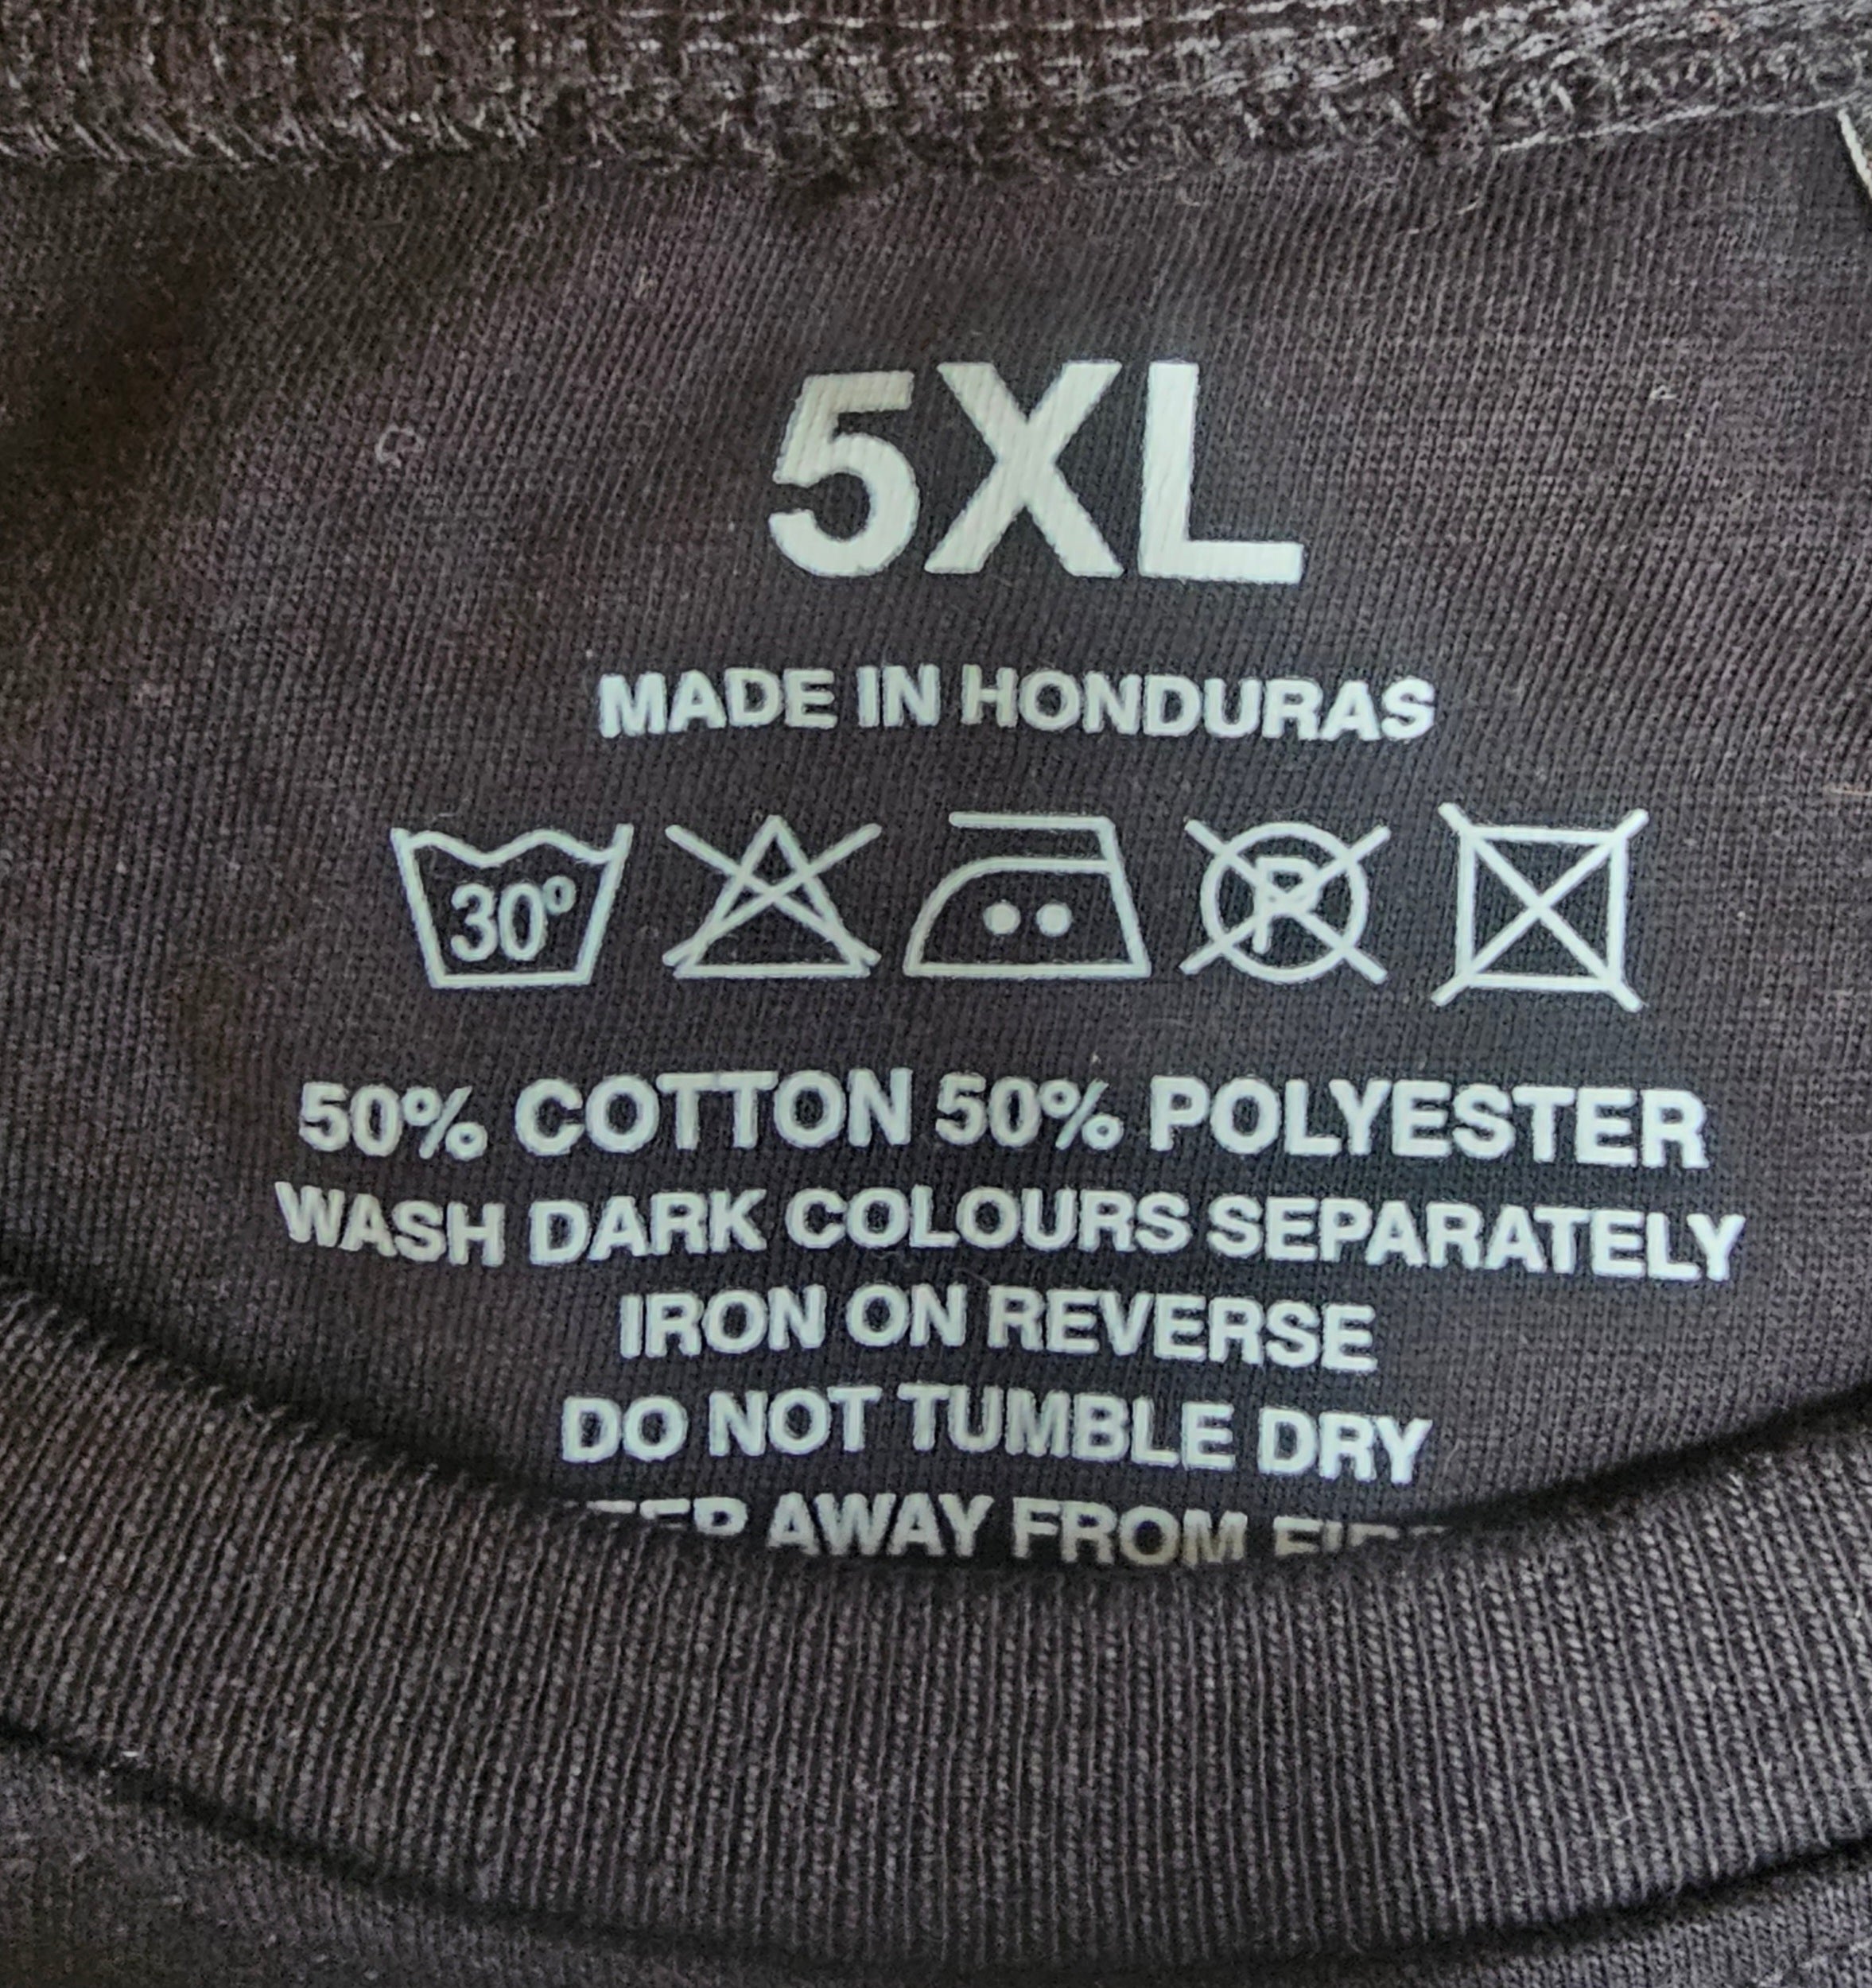 5XL
MADE IN HONDURAS
30º
P
50% COTTON 50% POLYESTER
WASH DARK COLOURS SEPARATELY
IRON ON REVERSE
DO NOT TUMBLE DRY
AWAY FROM